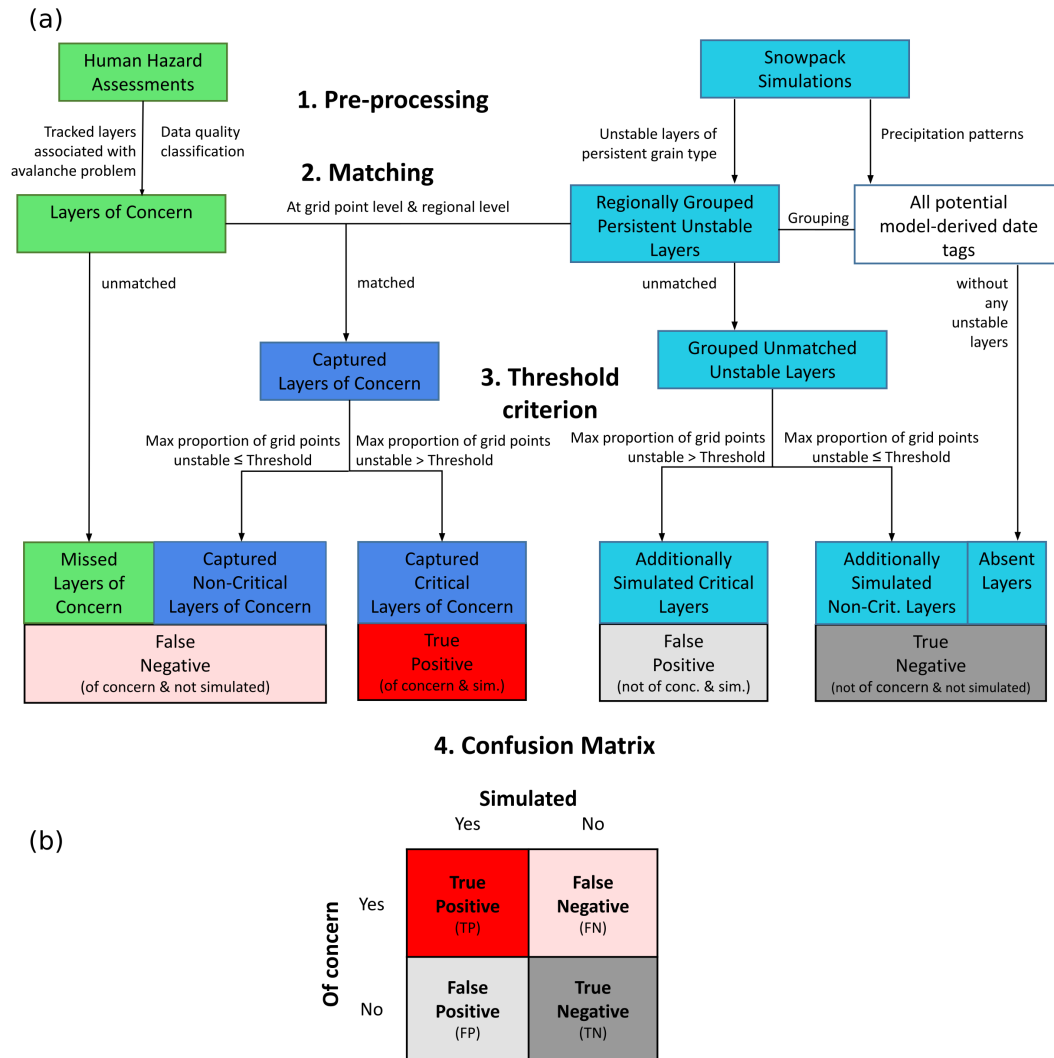 (a)
Human Hazard
Assessments
Snowpack
Simulations
1. Pre-processing
Tracked layers
associated with
avalanche problem
Data quality
classification
Unstable layers of
persistent grain type
Precipitation patterns
2. Matching
Layers of Concern
At grid point level & regional level
Regionally Grouped
Persistent Unstable
Layers
Grouping
All potential
model-derived date
tags
unmatched
matched
unmatched
without
any
unstable
layers
Captured
Layers of Concern
Grouped Unmatched
Unstable Layers
3. Threshold
criterion
Max proportion of grid points
unstable ≤ Threshold
Max proportion of grid points
unstable > Threshold
Max proportion of grid points
unstable > Threshold
Max proportion of grid points
unstable ≤ Threshold
Missed
Layers of
Concern
Captured
Non-Critical
Layers of Concern
Captured
Critical
Layers of Concern
Additionally
Simulated Critical
Layers
Additionally
Simulated
Non-Crit. Layers
Absent
Layers
False
Negative
(of concern & not simulated)
True
Positive
(of concern & sim.)
False
Positive
(not of conc. & sim.)
True
Negative
(not of concern & not simulated)
4. Confusion Matrix
(b)
Simulated
Yes
No
Of concern
Yes
True
Positive
(TP)
False
Negative
(FN)
No
False
Positive
(FP)
True
Negative
(TN)